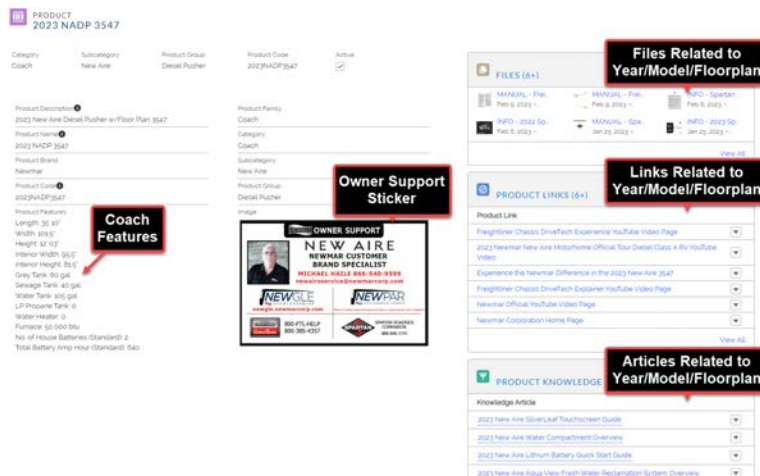 PRODUCT
2023 NADP 3547
Category Subcategory Product Group Product Code Active
Coach New Aire Diesel Pusher 2023NADP3547
Product Description
2023 New Aire Diesel Pusher w/Floor Plan 3547
Product Name
2023 NADP 3547
Product Brand
Newmar
Product Code
2023NADP3547
Product Features
Length: 35' 10"
Width: 101.5"
Height: 12' 03"
Interior Width: 95.5"
Interior Height: 81.5"
Grey Tank: 60 gal
Sewage Tank: 40 gal
Water Tank: 105 gal
LP Propane Tank: 0
Water Heater: 0
Furnace: 50,000 btu
No. of House Batteries (Standard): 2
Total Battery Amp Hour (Standard): 640
Coach
Features
Product Family
Coach
Category
Coach
Subcategory
New Aire
Product Group
Diesel Pusher
Image
Owner Support
Sticker
OWNER SUPPORT
NEW AIRE
NEWMAR CUSTOMER
BRAND SPECIALIST
MICHAEL HAILE 866-540-9599
newaireservice@newmarcorp.com
NEWGLE
NEWPAR
newgle.newmarcorp.com
800-FTL-HELP
800-385-4357
SPARTAN
FILES (6+)
Files Related to
Year/Model/Floorplan
MANUAL - Frei...
Feb 9, 2023
MANUAL - Frei...
Feb 9, 2023
INFO - Spartan...
Feb 6, 2023
INFO - 2022 Sp...
Feb 6, 2023
MANUAL - Spa...
Jan 25, 2023
INFO - 2023 Sp...
Jan 25, 2023
View All
Links Related to
Year/Model/Floorplan
PRODUCT LINKS (6+)
Product Link
Freightliner Chassis DriveTech Experience YouTube Video Page
2023 Newmar New Aire Motorhome Official Tour Diesel Class A RV YouTube
Video
Experience the Newmar Difference in the 2023 New Aire 3547
Freightliner Chassis DriveTech Explainer YouTube Video Page
Newmar Official YouTube Video Page
Newmar Corporation Home Page
View All
Articles Related to
Year/Model/Floorplan
PRODUCT KNOWLEDGE
Knowledge Article
2023 New Aire SilverLeaf Touchscreen Guide
2023 New Aire Water Compartment Overview
2023 New Aire Lithium Battery Quick Start Guide
2023 New Aire Aqua View Fresh Water Reclamation System Overview